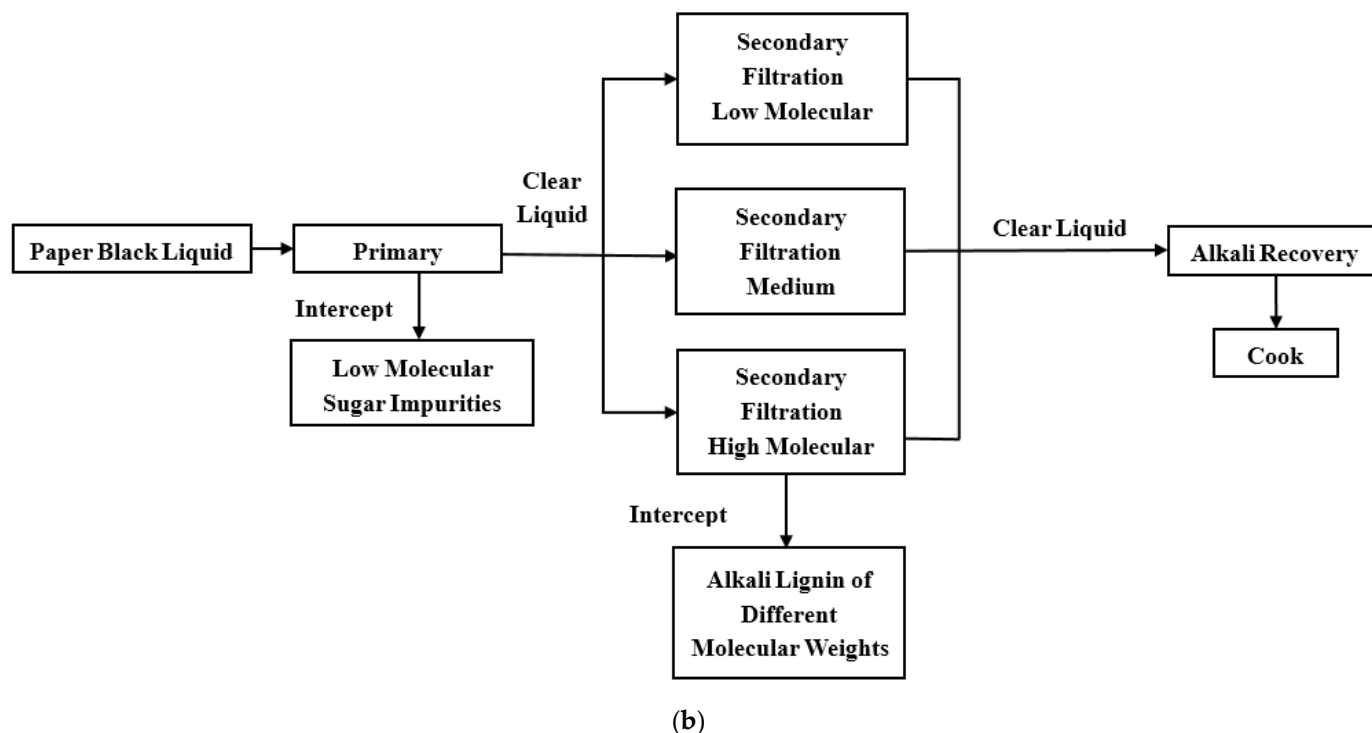 Secondary
Filtration
Low Molecular
Clear
Liquid
Paper Black Liquid
Primary
Secondary
Filtration
Medium
Clear Liquid
Alkali Recovery
Intercept
Low Molecular
Sugar Impurities
Secondary
Filtration
High Molecular
Cook
Intercept
Alkali Lignin of
Different
Molecular Weights
(b)